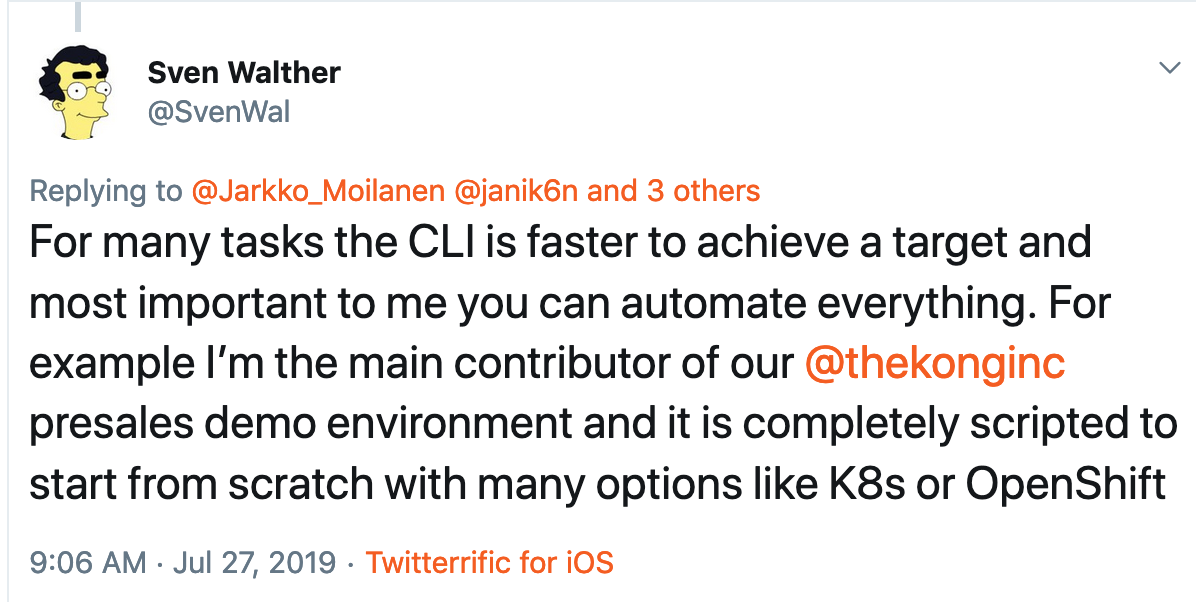 Sven Walther
@SvenWal
Replying to @Jarkko_Moilanen @janik6n and 3 others
For many tasks the CLI is faster to achieve a target and
most important to me you can automate everything. For
example I’m the main contributor of our @thekonginc
presales demo environment and it is completely scripted to
start from scratch with many options like K8s or OpenShift
9:06 AM · Jul 27, 2019 · Twitterrific for iOS